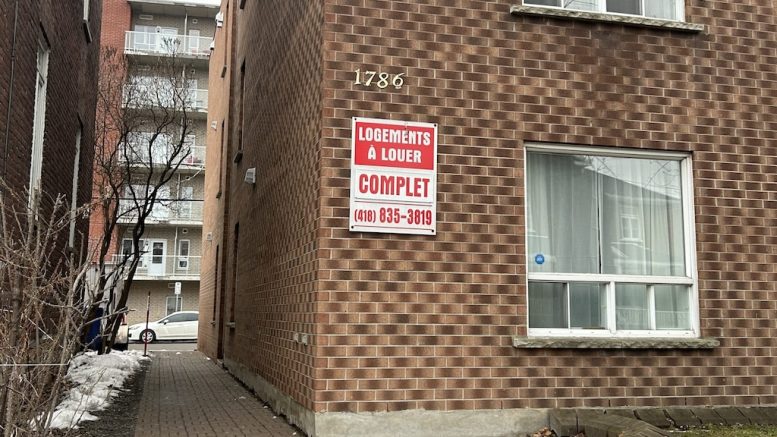 1786
LOGEMENTS
À LOUER
COMPLET
(418) 835-3819